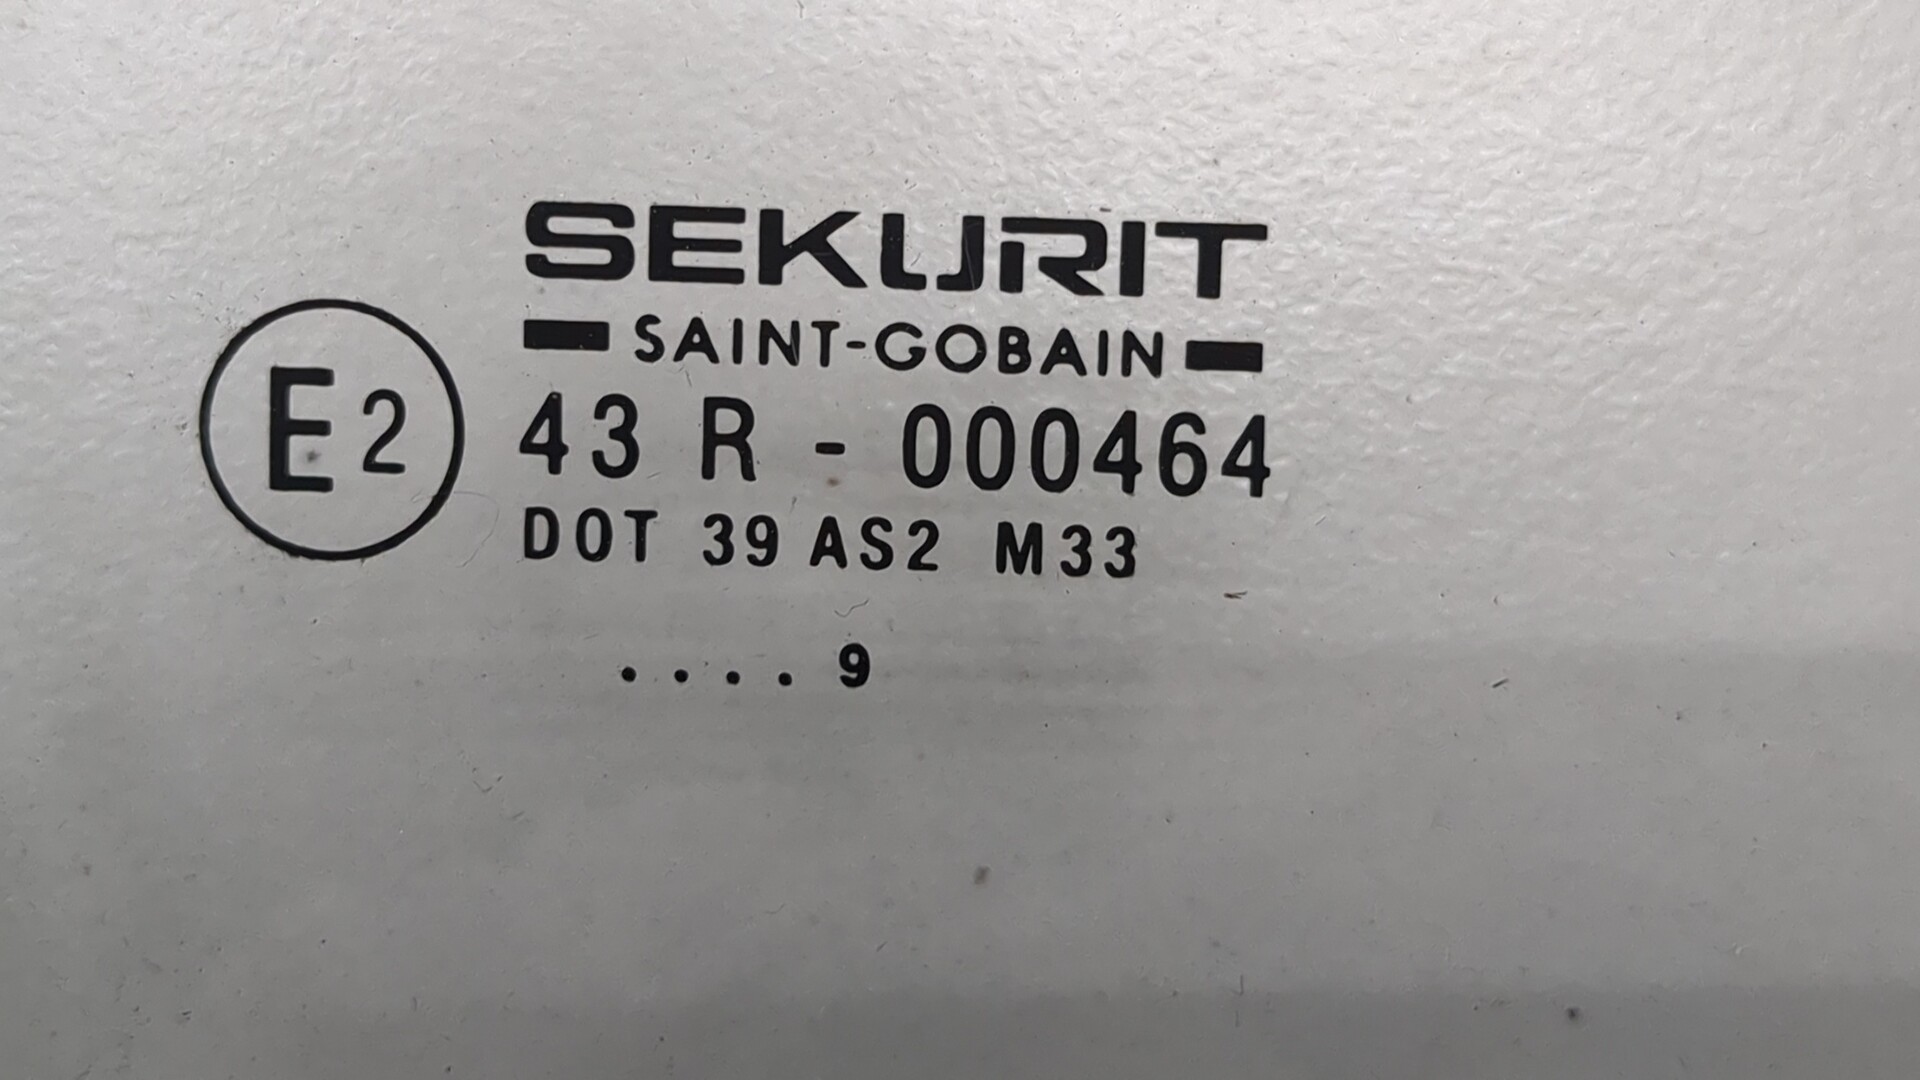 SEKURIT
SAINT-GOBAIN
E2
43 R - 000464
DOT 39 AS2 M33
.... 9